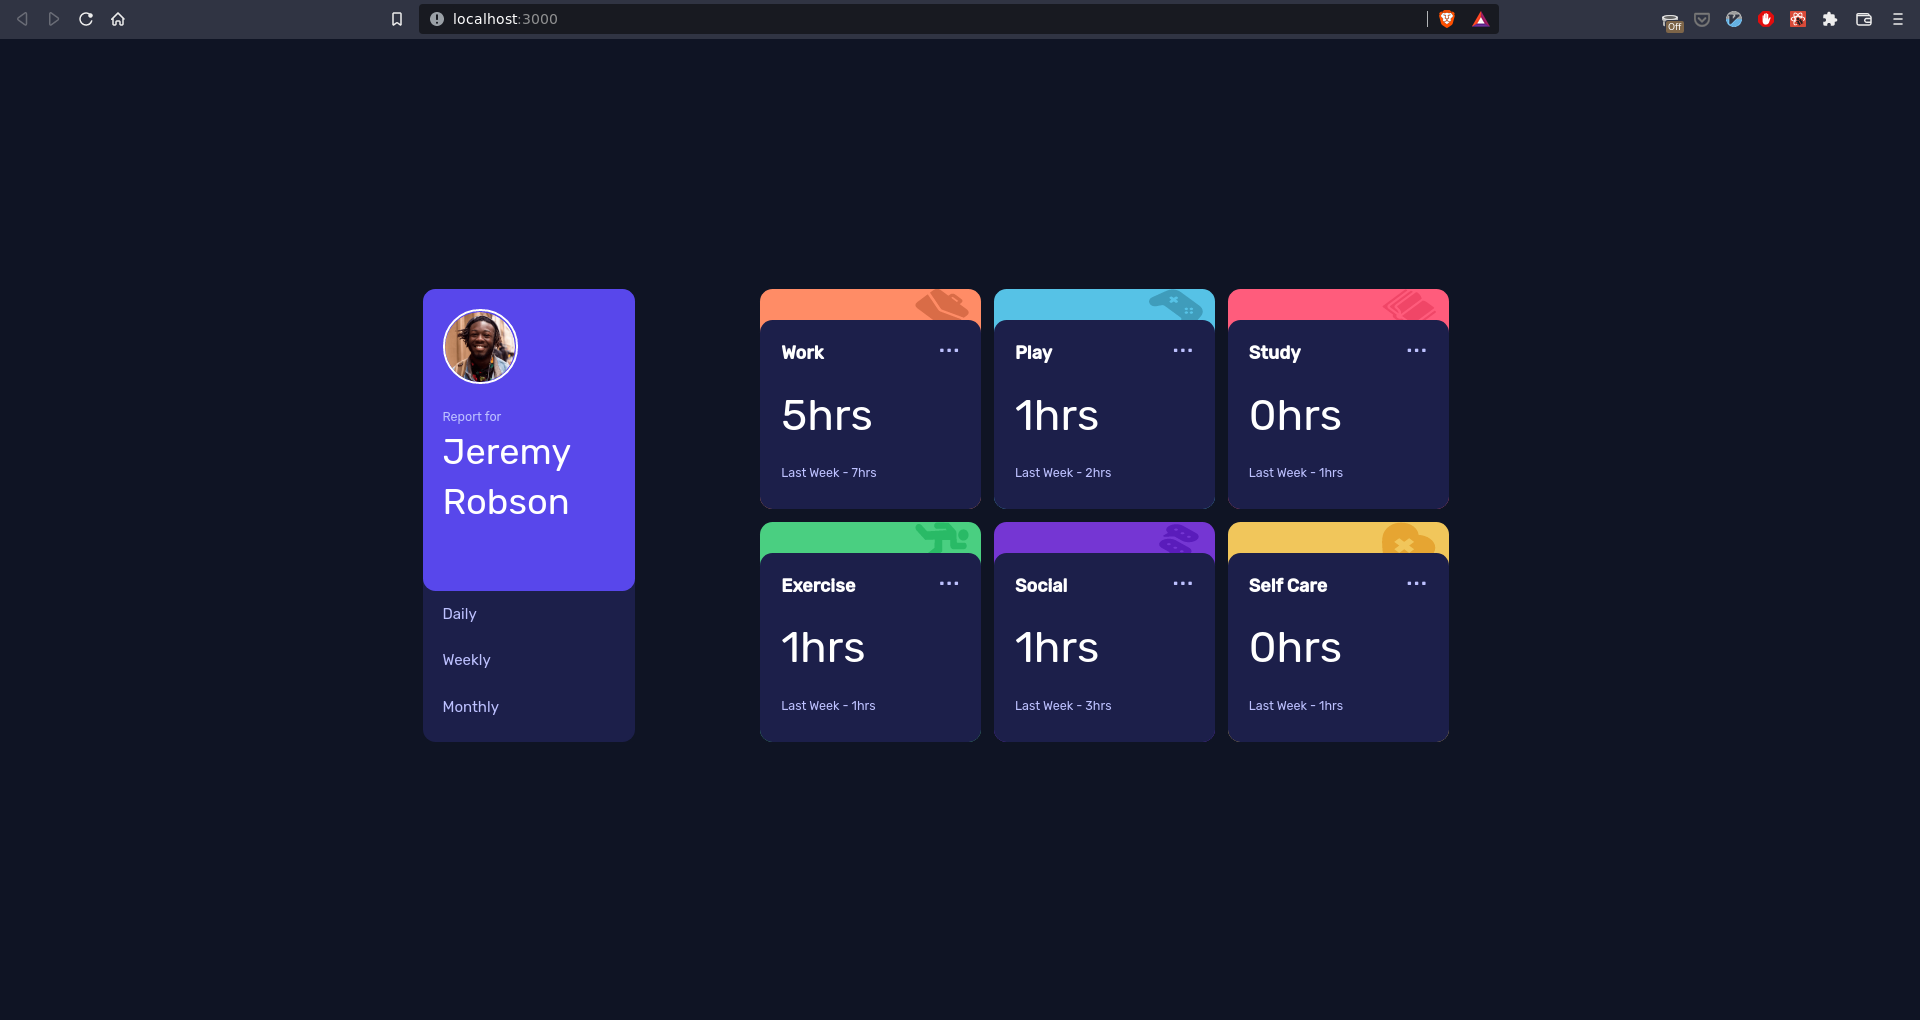 localhost:3000
Off
Report for
Jeremy
Robson
Daily
Weekly
Monthly
Work
5hrs
Last Week - 7hrs
Play
1hrs
Last Week - 2hrs
Study
0hrs
Last Week - 1hrs
Exercise
1hrs
Last Week - 1hrs
Social
1hrs
Last Week - 3hrs
Self Care
0hrs
Last Week - 1hrs